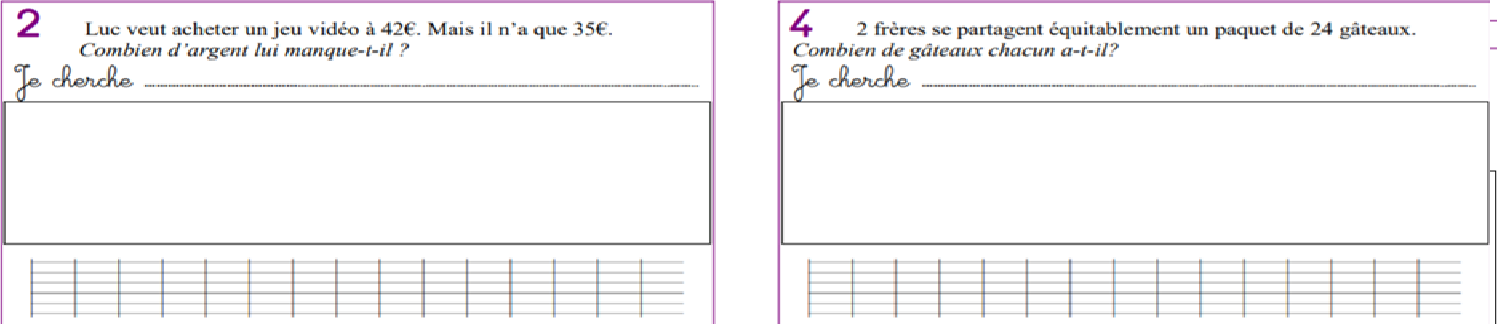 2 Luc veut acheter un jeu vidéo à 42€. Mais il n'a que 35€.
Combien d'argent lui manque-t-il ?
Je cherche
4 2 frères se partagent équitablement un paquet de 24 gâteaux.
Combien de gâteaux chacun a-t-il?
Je cherche